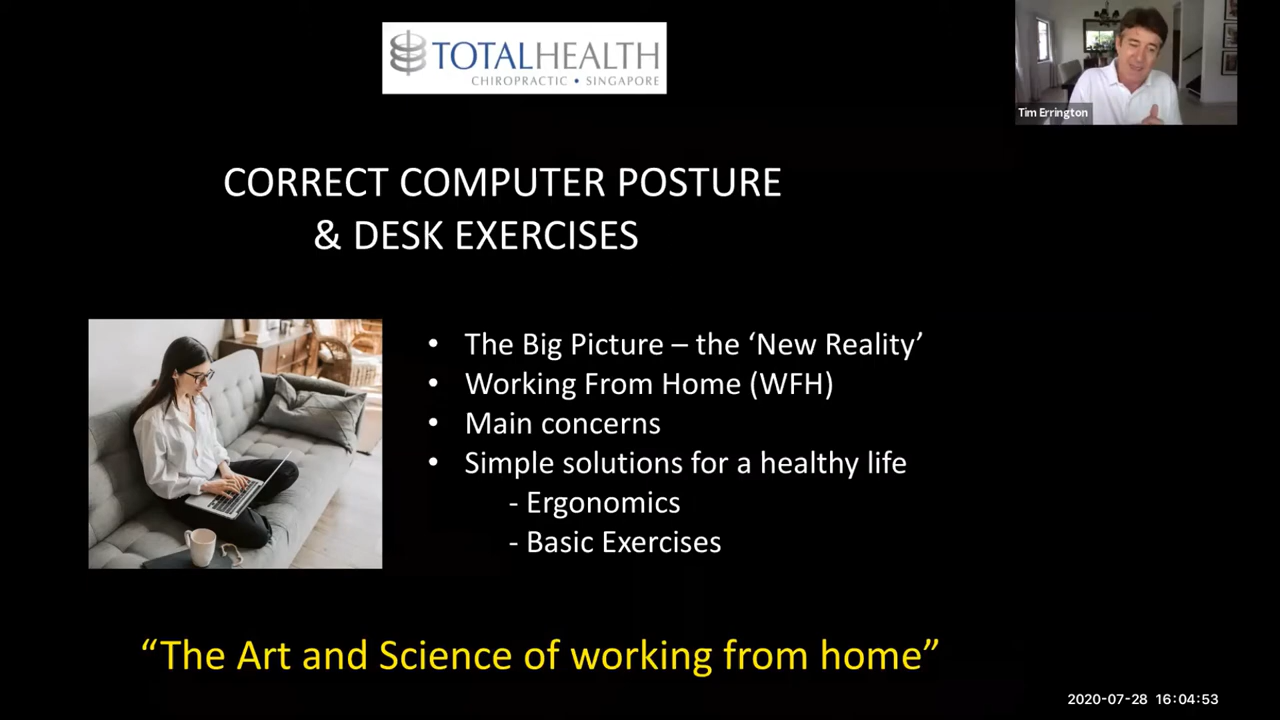 TOTALHEALTH
CHIROPRACTIC • SINGAPORE
Tim Errington
CORRECT COMPUTER POSTURE
& DESK EXERCISES
• The Big Picture – the ‘New Reality’
• Working From Home (WFH)
• Main concerns
• Simple solutions for a healthy life
- Ergonomics
- Basic Exercises
“The Art and Science of working from home”
2020-07-28 16:04:53